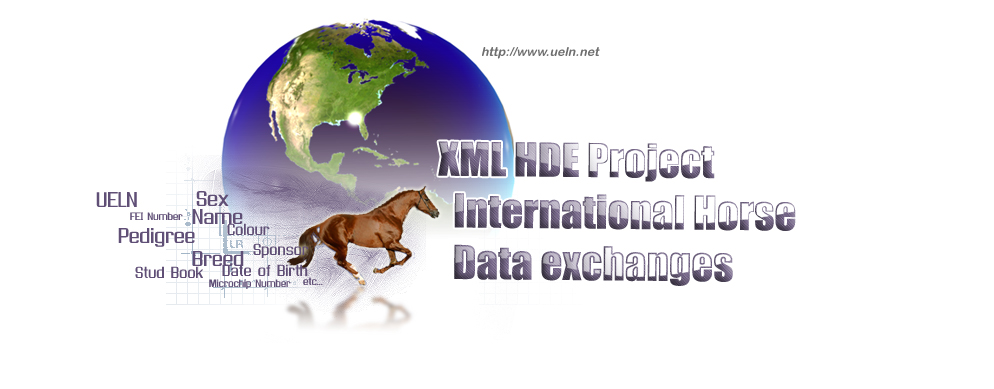 http://www.ueln.net
XML HDE Project
International Horse
Data exchanges
UELN
Sex
FEI Number
Name
Pedigree
Colour
LR
Sponsor
Breed
Stud Book
Date of Birth
Microchip Number
etc...